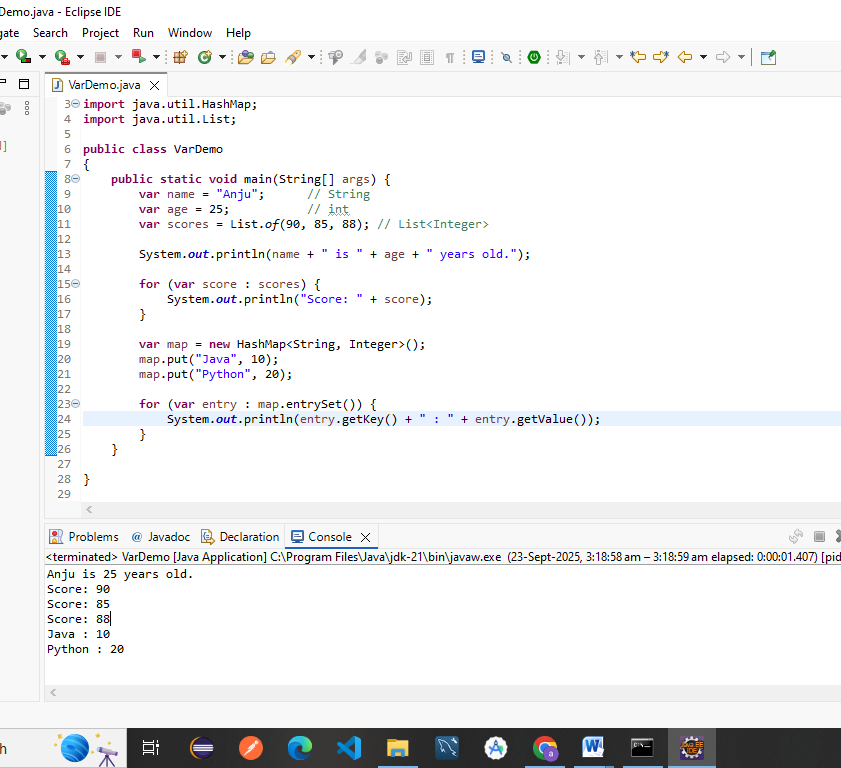 Demo.java - Eclipse IDE
gate Search Project Run Window Help
VarDemo.java
3 import java.util.HashMap;
4 import java.util.List;
5
6 public class VarDemo
7 {
8 public static void main(String[] args) {
9 var name = "Anju"; // String
10 var age = 25; // int
11 var scores = List.of(90, 85, 88); // List<Integer>
12
13 System.out.println(name + " is " + age + " years old.");
14
15 for (var score : scores) {
16 System.out.println("Score: " + score);
17 }
18
19 var map = new HashMap<String, Integer>();
20 map.put("Java", 10);
21 map.put("Python", 20);
22
23 for (var entry : map.entrySet()) {
24 System.out.println(entry.getKey() + " : " + entry.getValue());
25 }
26 }
27
28 }
29
Problems @ Javadoc Declaration Console
<terminated> VarDemo [Java Application] C:\Program Files\Java\jdk-21\bin\javaw.exe (23-Sept-2025, 3:18:58 am – 3:18:59 am elapsed: 0:00:01.407) [pid
Anju is 25 years old.
Score: 90
Score: 85
Score: 88
Java : 10
Python : 20
h